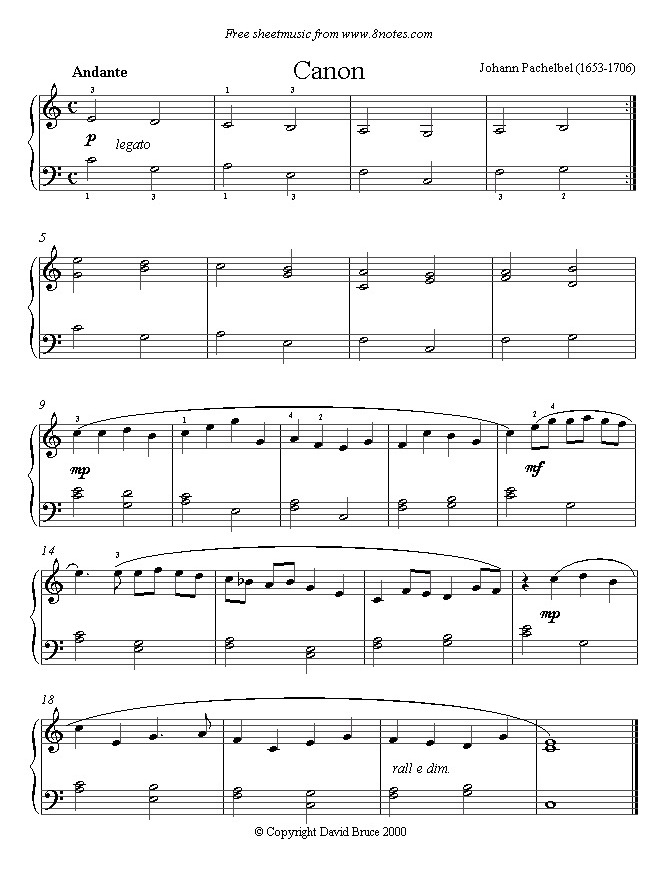 Free sheetmusic from www.8notes.com
Andante
Canon
Johann Pachelbel (1653-1706)
3 1 3
p legato
1 3 1 3 3 2
5
9
3 1 4 2 2 4
mp mf
14
3
mp
18
rall e dim.
© Copyright David Bruce 2000